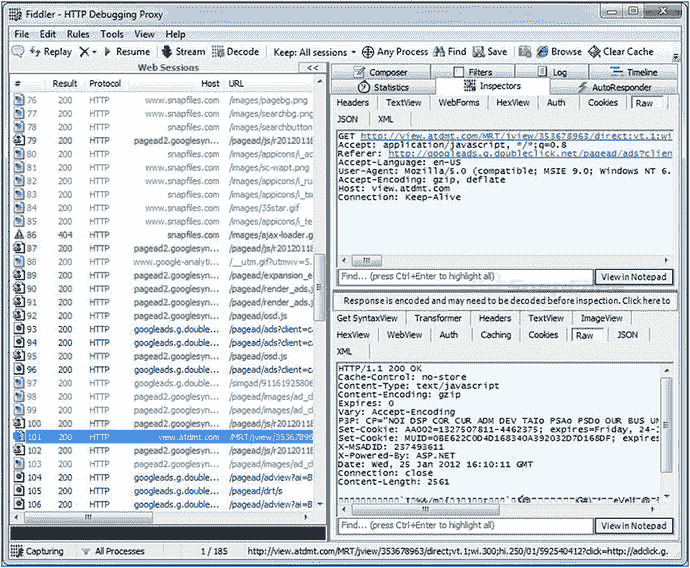 Fiddler - HTTP Debugging Proxy
File Edit Rules Tools View Help
Replay Resume Stream Decode Keep: All sessions Any Process Find Save Browse Clear Cache
Web Sessions <<
# Result Protocol Host URL
76 200 HTTP www.snapfiles.com /images/pagebg.png
77 200 HTTP www.snapfiles.com /images/searchbg.png
78 200 HTTP www.snapfiles.com /images/searchbutton
79 200 HTTP pagead2.googlesyn... /pagead/js/r20120118
80 200 HTTP www.snapfiles.com /images/appicons/i_ac
81 200 HTTP www.snapfiles.com /images/sc-wapt.png
82 200 HTTP www.snapfiles.com /images/appicons/i_ru
83 200 HTTP www.snapfiles.com /images/appicons/i_b
84 200 HTTP www.snapfiles.com /images/35star.gif
85 200 HTTP www.snapfiles.com /images/appicons/i_te
86 404 HTTP www.snapfiles.com /images/ajax-loader.g
87 200 HTTP pagead2.googlesyn... /pagead/js/r20120118
88 200 HTTP www.google-analyti... /__utm.gif?utmwv=5.
89 200 HTTP pagead2.googlesyn... /pagead/expansion_e
90 200 HTTP pagead2.googlesyn... /pagead/render_ads.j
91 200 HTTP pagead2.googlesyn... /pagead/render_ads.j
92 200 HTTP pagead2.googlesyn... /pagead/osd.js
93 200 HTTP googleads.g.double... /pagead/ads?client=ca
94 200 HTTP googleads.g.double... /pagead/ads?client=ca
95 200 HTTP pagead2.googlesyn... /pagead/osd.js
96 200 HTTP googleads.g.double... /pagead/ads?client=ca
97 200 HTTP pagead2.googlesyn... /simgad/91161925806
98 200 HTTP pagead2.googlesyn... /pagead/images/ad_c
99 200 HTTP pagead2.googlesyn... /pagead/images/ad_c
100 200 HTTP pagead2.googlesyn... /pagead/js/r20120118
101 200 HTTP view.atdmt.com /MRT/jview/35367896
102 200 HTTP pagead2.googlesyn... /pagead/js/r20120118
103 200 HTTP pagead2.googlesyn... /pagead/images/ad_cl
104 200 HTTP googleads.g.double... /pagead/adview?ai=B
105 200 HTTP googleads.g.double... /pagead/drt/s
106 200 HTTP googleads.g.double... /pagead/adview?ai=B
Composer Filters Log Timeline
Statistics Inspectors AutoResponder
Headers TextView WebForms HexView Auth Cookies Raw
JSON XML
GET http://view.atdmt.com/MRT/jview/353678963/direct;vt.1;wi
Accept: application/javascript, */*;q=0.8
Referer: http://googleads.g.doubleclick.net/pagead/ads?clien
Accept-Language: en-US
User-Agent: Mozilla/5.0 (compatible; MSIE 9.0; Windows NT 6.
Accept-Encoding: gzip, deflate
Host: view.atdmt.com
Connection: Keep-Alive
Find... (press Ctrl+Enter to highlight all) View in Notepad
Response is encoded and may need to be decoded before inspection. Click here to
Get SyntaxView Transformer Headers TextView ImageView
HexView WebView Auth Caching Cookies Raw JSON
XML
HTTP/1.1 200 OK
Cache-Control: no-store
Content-Type: text/javascript
Content-Encoding: gzip
Expires: 0
Vary: Accept-Encoding
P3P: CP="NOI DSP COR CUR ADM DEV TAIo PSAo PSDo OUR BUS UN
Set-Cookie: AA002=1327507811-4462375; expires=Friday, 24-
Set-Cookie: MUID=0BE622C0D4D168340A392032D7D168DF; expires
X-MSADID: 237493611
X-Powered-By: ASP.NET
Date: Wed, 25 Jan 2012 16:10:11 GMT
Connection: close
Content-Length: 2561
Find... (press Ctrl+Enter to highlight all) View in Notepad
Capturing All Processes 1 / 185 http://view.atdmt.com/MRT/jview/353678963/direct;vt.1;wi.300;hi.250/01/592540412?click=http://adclick.g.